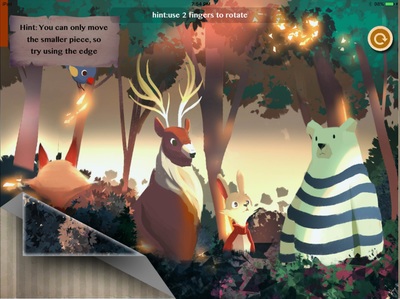 hint:use 2 fingers to rotate
Hint: You can only move
the smaller piece, so
try using the edge